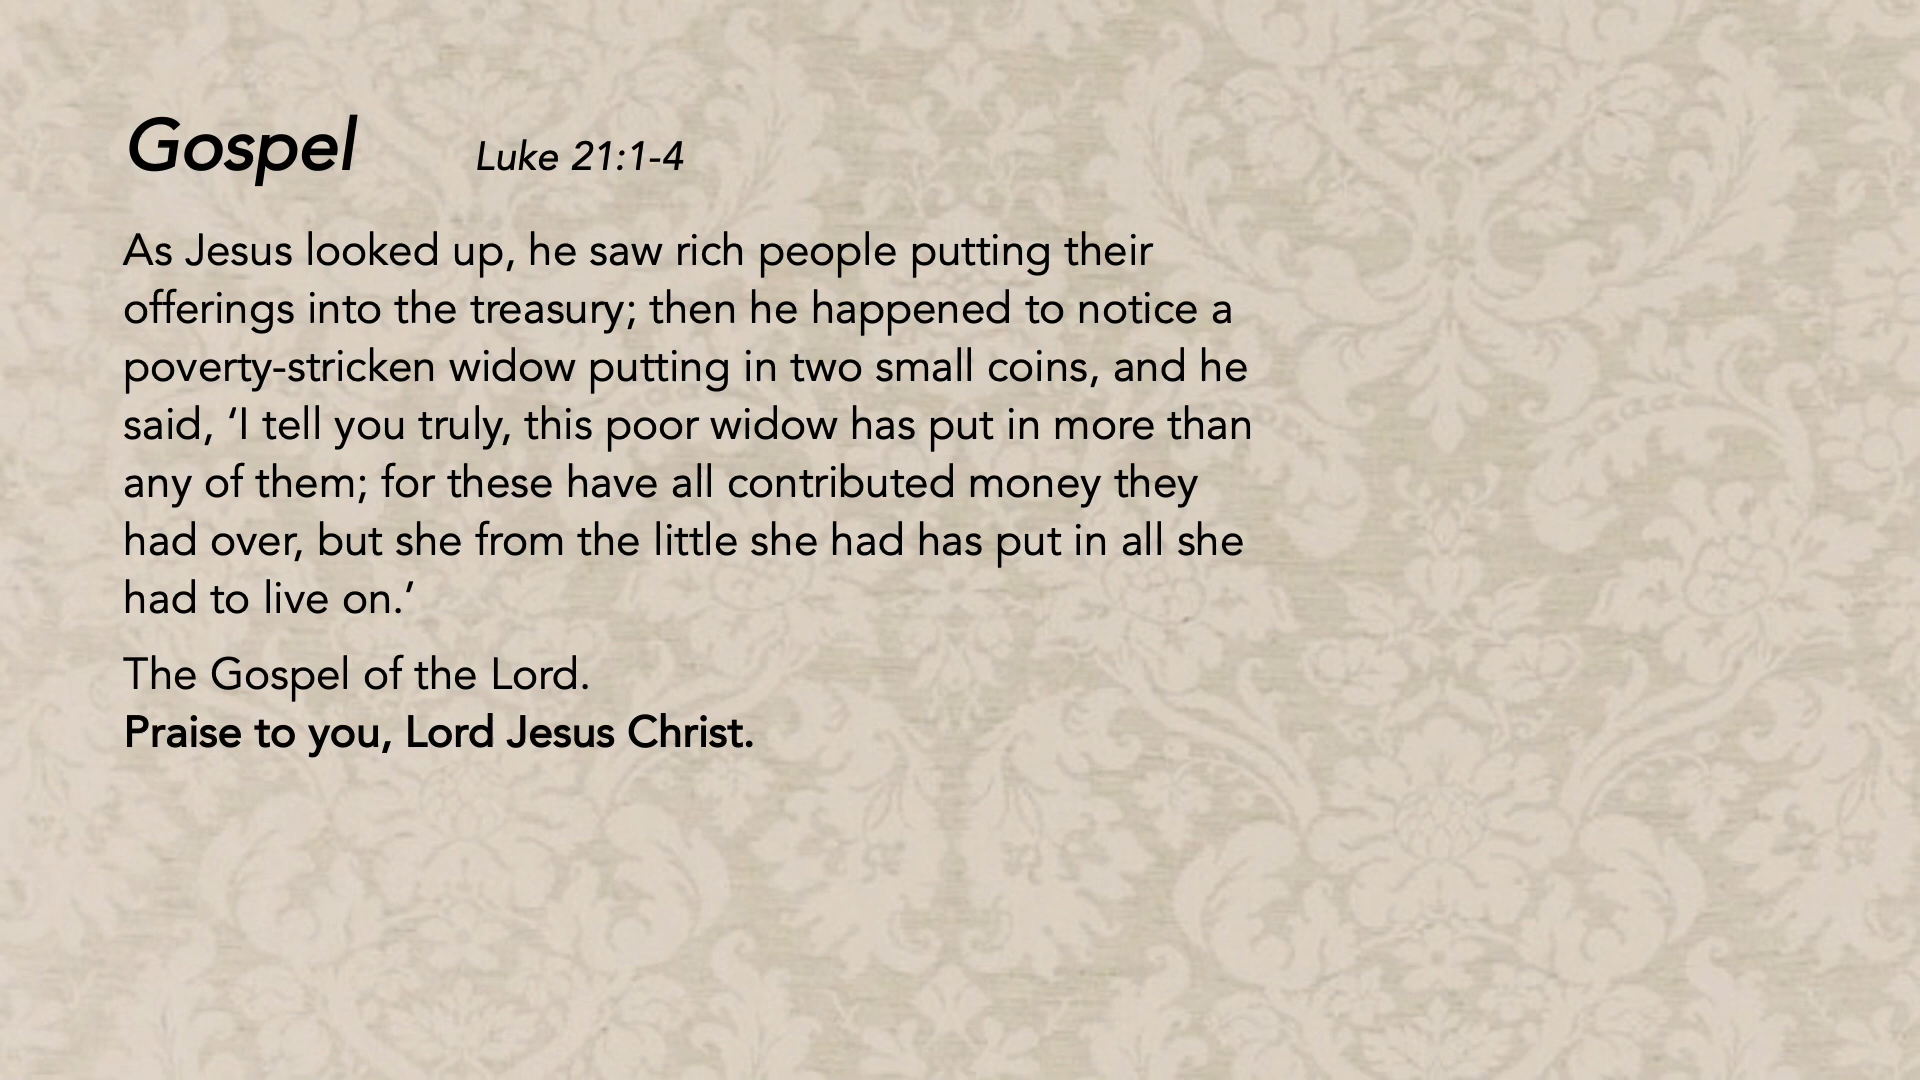 Gospel Luke 21:1-4
As Jesus looked up, he saw rich people putting their
offerings into the treasury; then he happened to notice a
poverty-stricken widow putting in two small coins, and he
said, ‘I tell you truly, this poor widow has put in more than
any of them; for these have all contributed money they
had over, but she from the little she had has put in all she
had to live on.’
The Gospel of the Lord.
Praise to you, Lord Jesus Christ.